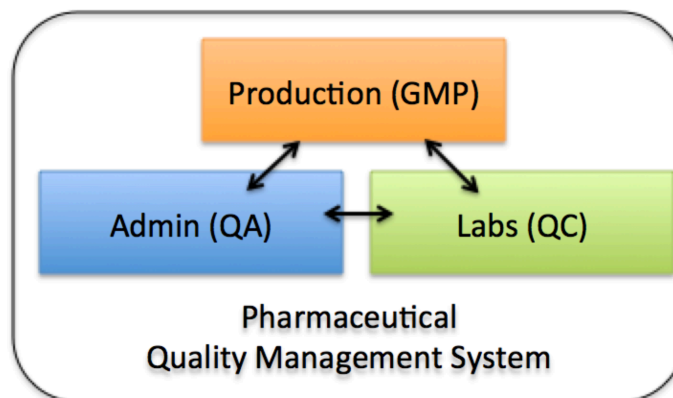 Production (GMP)
Admin (QA)
Labs (QC)
Pharmaceutical
Quality Management System